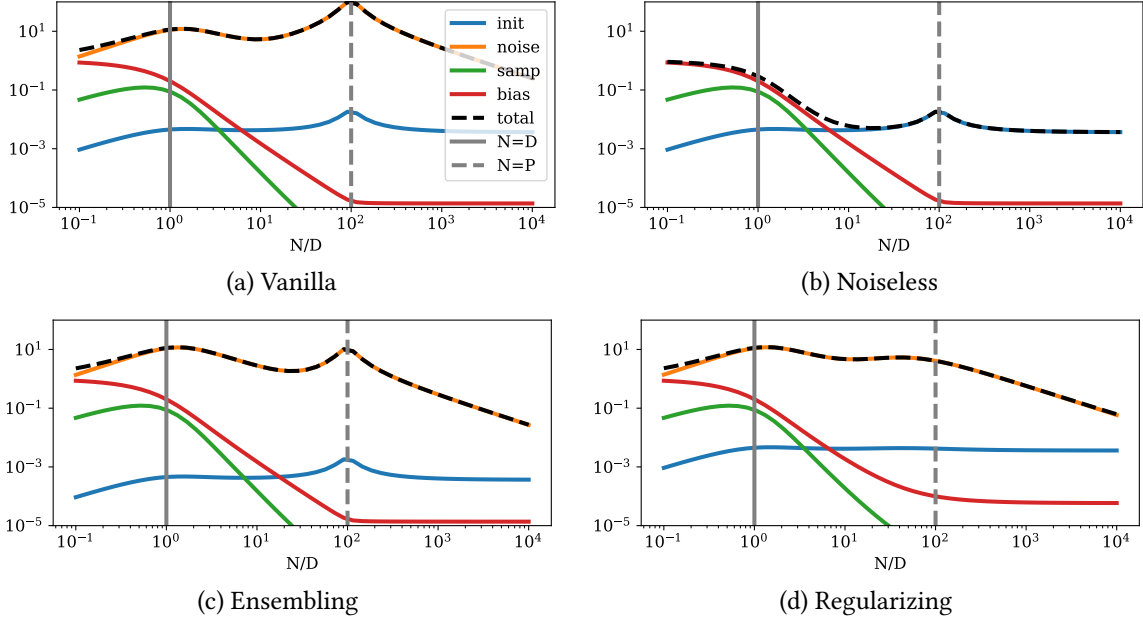 10¹
10⁻¹
10⁻³
10⁻⁵
10⁻¹ 10⁰ 10¹ 10² 10³ 10⁴
N/D
init
noise
samp
bias
total
N=D
N=P
(a) Vanilla
10¹
10⁻¹
10⁻³
10⁻⁵
10⁻¹ 10⁰ 10¹ 10² 10³ 10⁴
N/D
(b) Noiseless
10¹
10⁻¹
10⁻³
10⁻⁵
10⁻¹ 10⁰ 10¹ 10² 10³ 10⁴
N/D
(c) Ensembling
10¹
10⁻¹
10⁻³
10⁻⁵
10⁻¹ 10⁰ 10¹ 10² 10³ 10⁴
N/D
(d) Regularizing